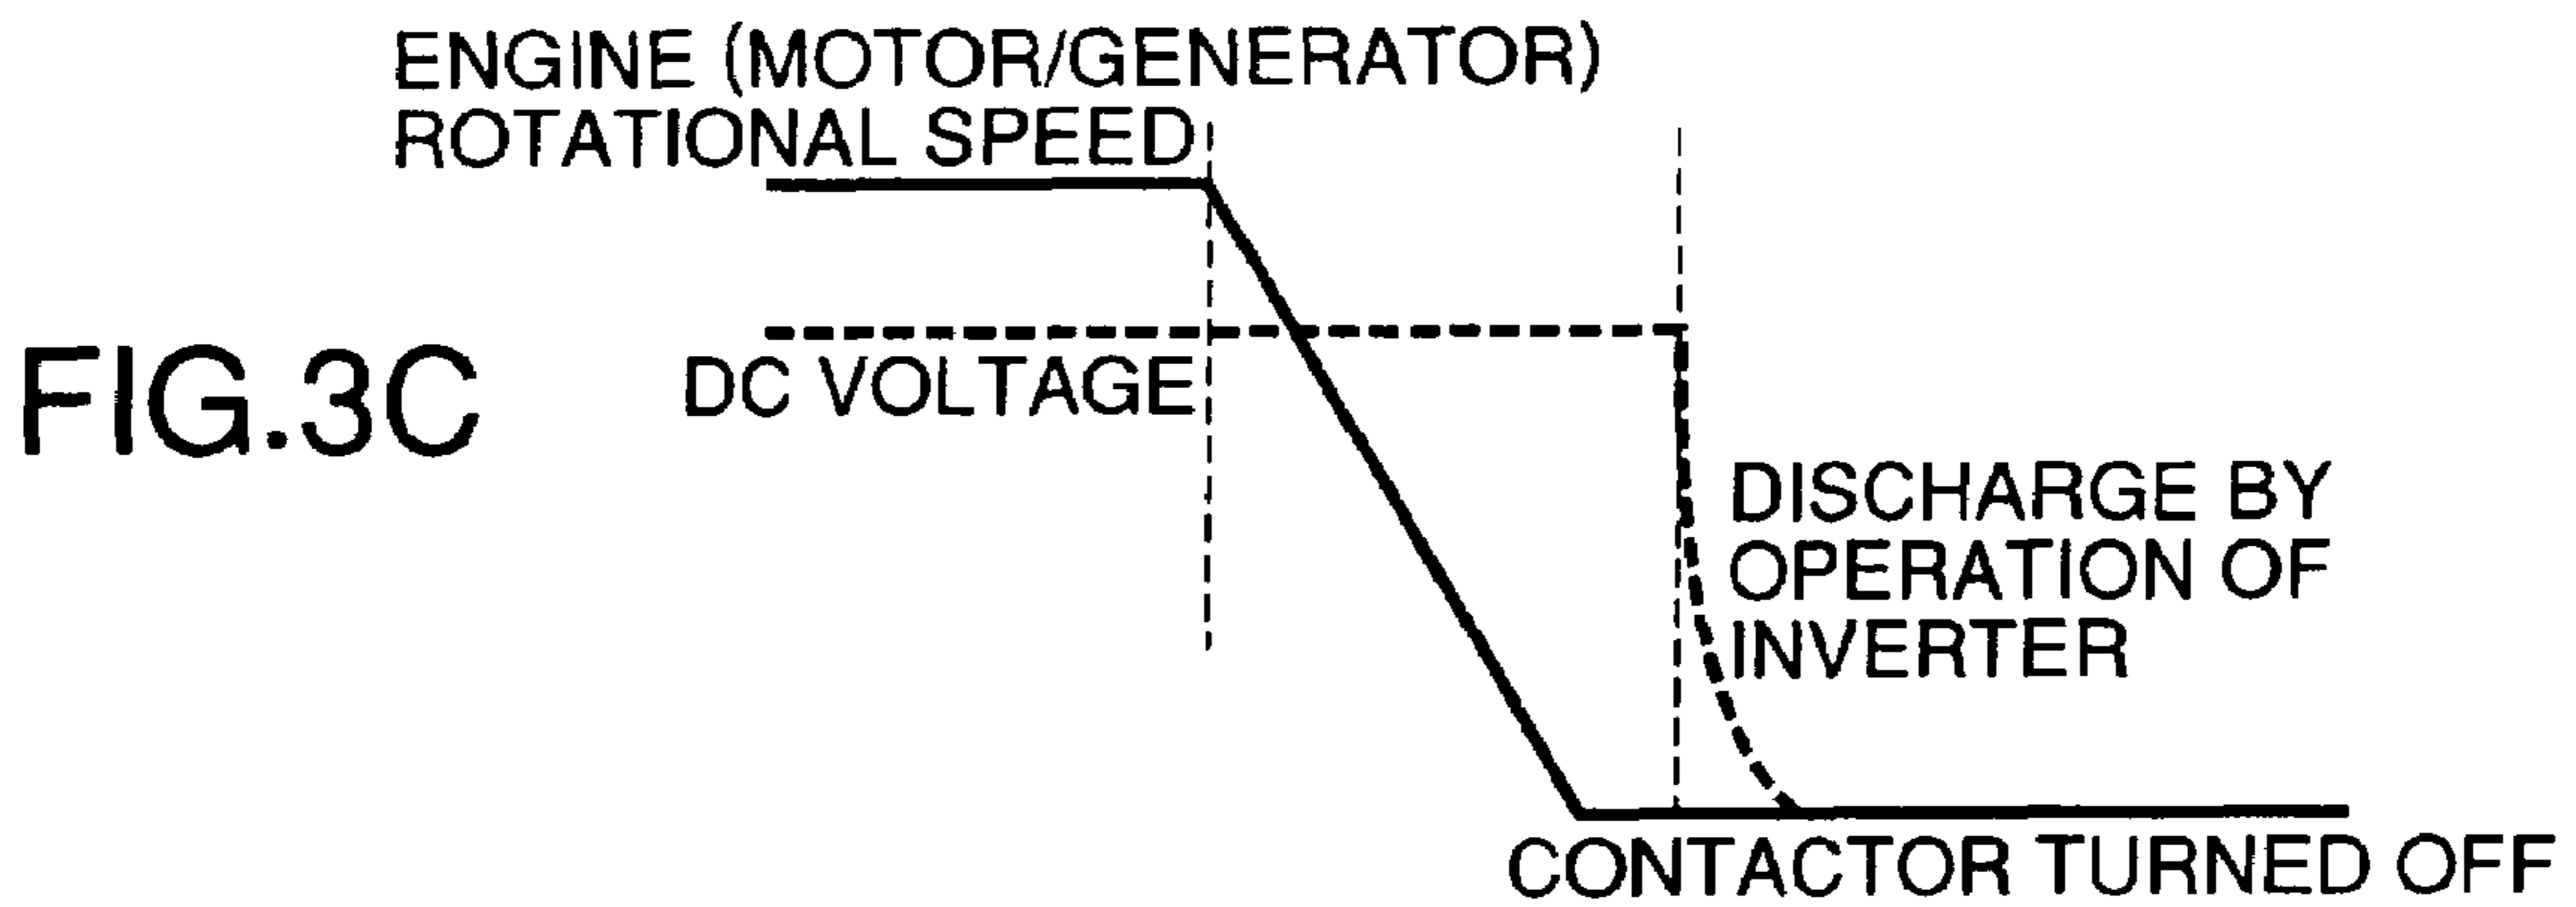 ENGINE (MOTOR/GENERATOR)
ROTATIONAL SPEED
FIG.3C
DC VOLTAGE
DISCHARGE BY
OPERATION OF
INVERTER
CONTACTOR TURNED OFF